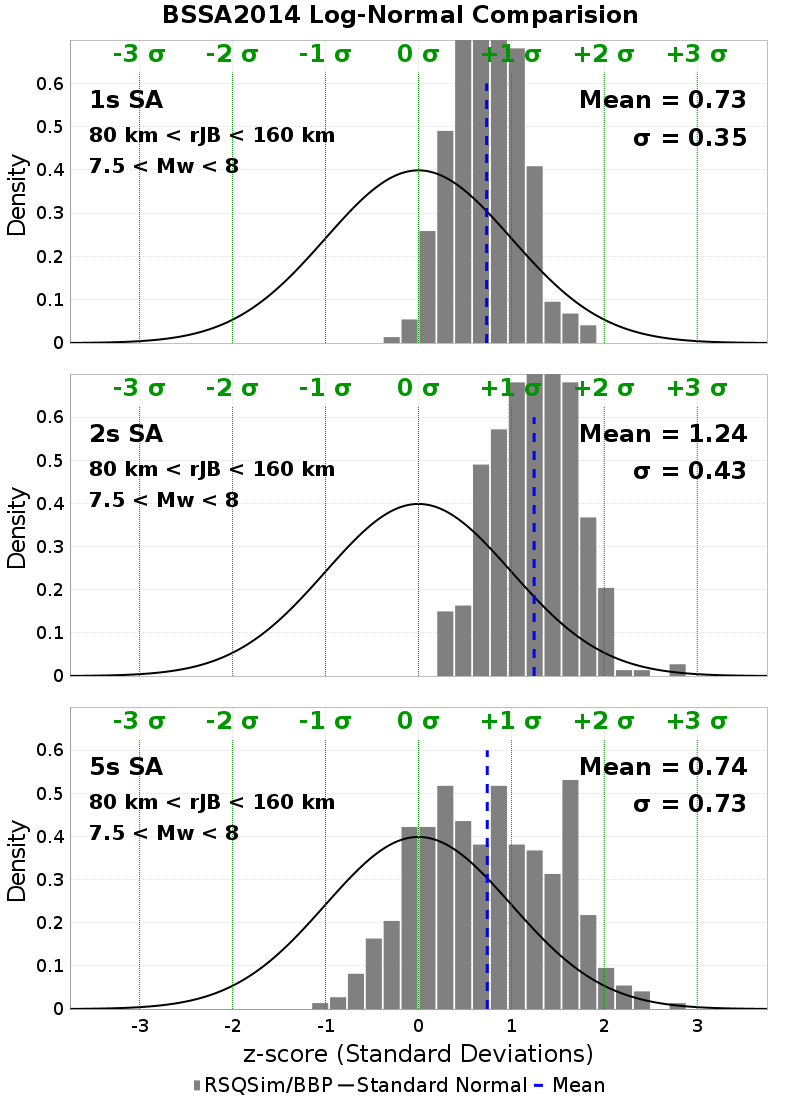 BSSA2014 Log-Normal Comparision
-3 σ -2 σ -1 σ 0 σ +1 σ +2 σ +3 σ
1s SA
Mean = 0.73
80 km < rJB < 160 km
σ = 0.35
7.5 < Mw < 8
Density
0.6
0.5
0.4
0.3
0.2
0.1
0
-3 σ -2 σ -1 σ 0 σ +1 σ +2 σ +3 σ
2s SA
Mean = 1.24
80 km < rJB < 160 km
σ = 0.43
7.5 < Mw < 8
Density
0.6
0.5
0.4
0.3
0.2
0.1
0
-3 σ -2 σ -1 σ 0 σ +1 σ +2 σ +3 σ
5s SA
Mean = 0.74
80 km < rJB < 160 km
σ = 0.73
7.5 < Mw < 8
Density
0.6
0.5
0.4
0.3
0.2
0.1
0
-3 -2 -1 0 1 2 3
z-score (Standard Deviations)
RSQSim/BBP Standard Normal Mean